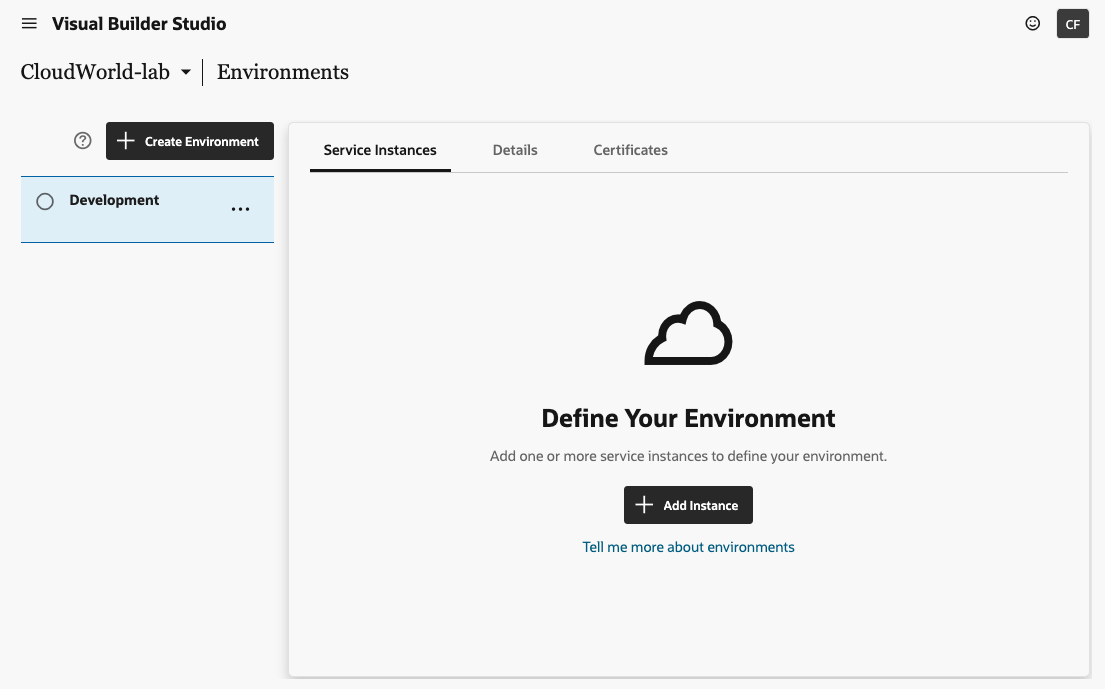 Visual Builder Studio
CF
CloudWorld-lab
Environments
Create Environment
Development
Service Instances
Details
Certificates
Define Your Environment
Add one or more service instances to define your environment.
Add Instance
Tell me more about environments